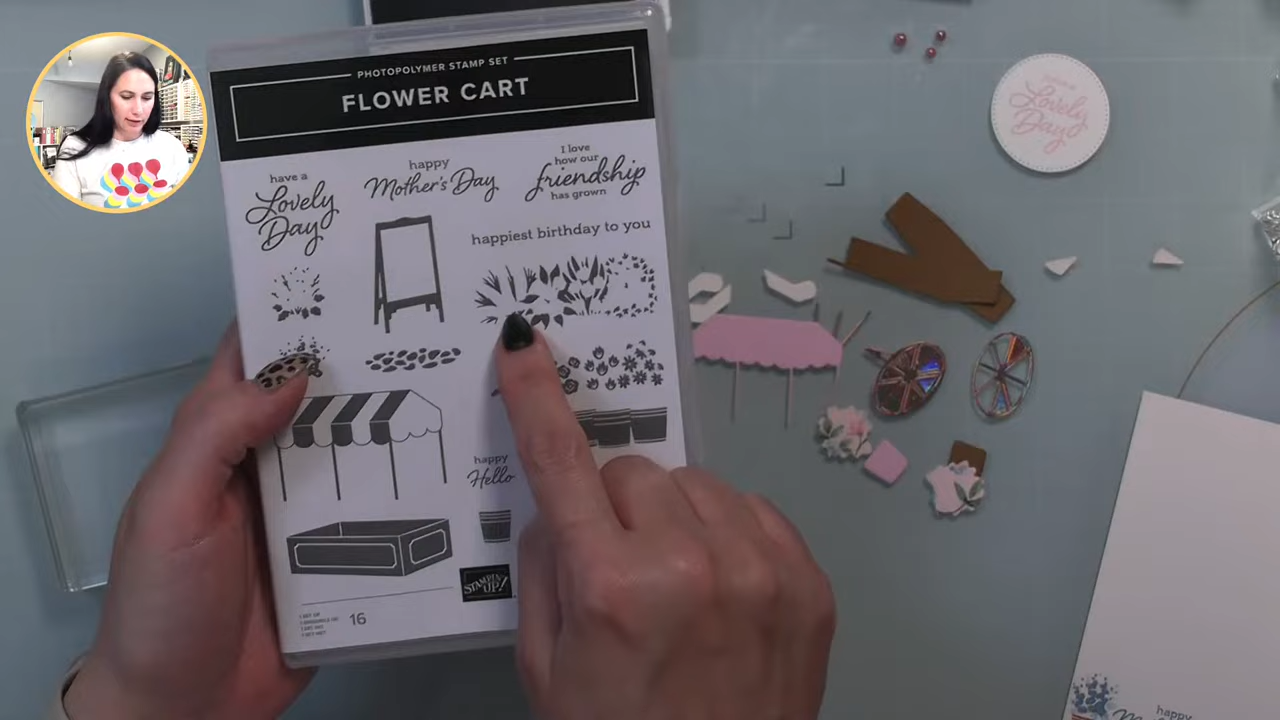 PHOTOPOLYMER STAMP SET
FLOWER CART
have a
Lovely
Day
happy
Mother's Day
I love
how our
friendship
has grown
happiest birthday to you
happy
Hello
STAMPIN' UP!
16
Lovely
Day
happy